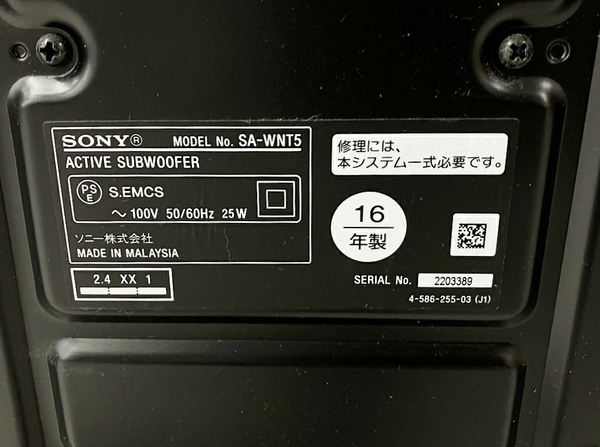 SONY® MODEL No. SA-WNT5
ACTIVE SUBWOOFER
PSE S.EMCS
～100V 50/60Hz 25W
ソニー株式会社
MADE IN MALAYSIA
2.4 XX 1
修理には、
本システム一式必要です。
16
年製
SERIAL No. 2203389
4-586-255-03 (J1)